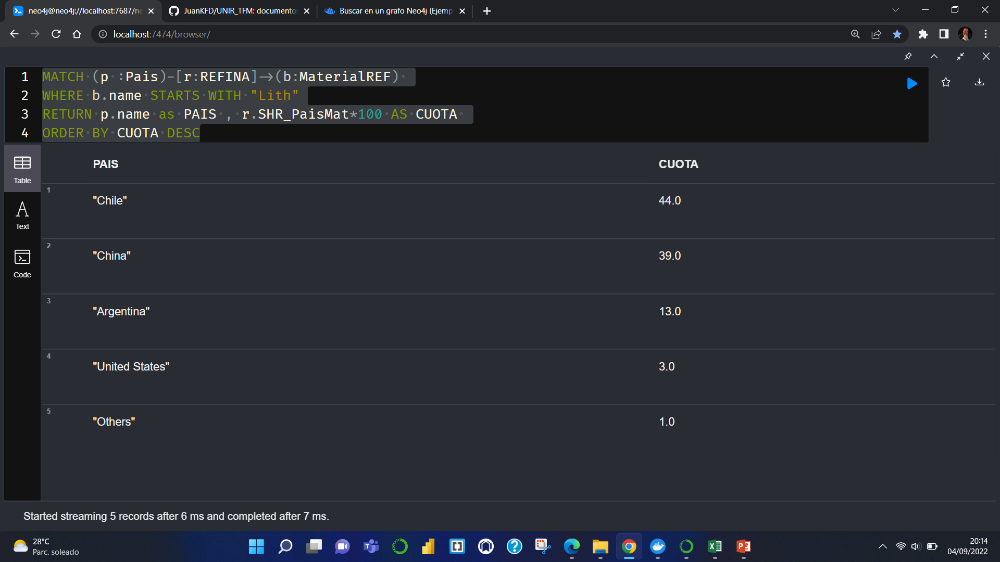 neo4j@neo4j://localhost:7687/ne
JuanKFD/UNIR_TFM: documento
Buscar en un grafo Neo4j (Ejemp
localhost:7474/browser/
1 MATCH (p :Pais)-[r:REFINA]->(b:MaterialREF)
2 WHERE b.name STARTS WITH "Lith"
3 RETURN p.name as PAIS , r.SHR_PaisMat*100 AS CUOTA
4 ORDER BY CUOTA DESC
Table
Text
Code
PAIS CUOTA
1 "Chile" 44.0
2 "China" 39.0
3 "Argentina" 13.0
4 "United States" 3.0
5 "Others" 1.0
Started streaming 5 records after 6 ms and completed after 7 ms.
28°C
Parc. soleado
20:14
04/09/2022